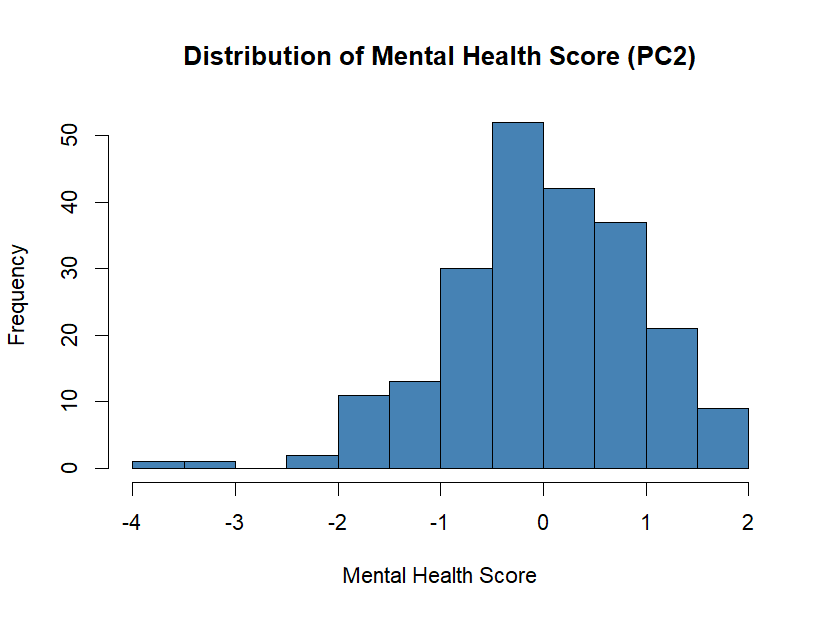 Distribution of Mental Health Score (PC2)
Frequency
50
40
30
20
10
0
-4 -3 -2 -1 0 1 2
Mental Health Score